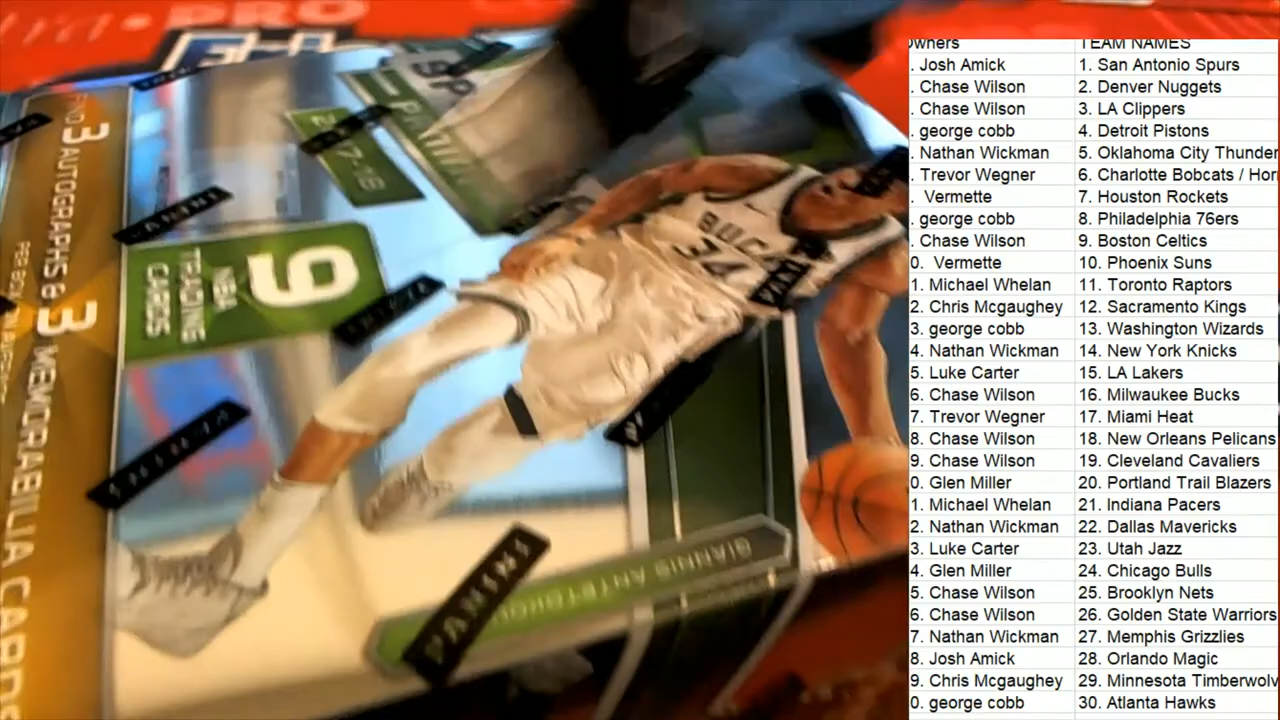 PRO
3 AUTOGRAPHS & 3 MEMORABILIA CARDS
9
NBA
TRADING
CARDS
BUCKS
34
PANINI
TEAM NAMES
. Josh Amick 1. San Antonio Spurs
. Chase Wilson 2. Denver Nuggets
. Chase Wilson 3. LA Clippers
. george cobb 4. Detroit Pistons
. Nathan Wickman 5. Oklahoma City Thunder
. Trevor Wegner 6. Charlotte Bobcats / Hor
. Vermette 7. Houston Rockets
. george cobb 8. Philadelphia 76ers
. Chase Wilson 9. Boston Celtics
0. Vermette 10. Phoenix Suns
1. Michael Whelan 11. Toronto Raptors
2. Chris Mcgaughey 12. Sacramento Kings
3. george cobb 13. Washington Wizards
4. Nathan Wickman 14. New York Knicks
5. Luke Carter 15. LA Lakers
6. Chase Wilson 16. Milwaukee Bucks
7. Trevor Wegner 17. Miami Heat
8. Chase Wilson 18. New Orleans Pelicans
9. Chase Wilson 19. Cleveland Cavaliers
0. Glen Miller 20. Portland Trail Blazers
1. Michael Whelan 21. Indiana Pacers
2. Nathan Wickman 22. Dallas Mavericks
3. Luke Carter 23. Utah Jazz
4. Glen Miller 24. Chicago Bulls
5. Chase Wilson 25. Brooklyn Nets
6. Chase Wilson 26. Golden State Warriors
7. Nathan Wickman 27. Memphis Grizzlies
8. Josh Amick 28. Orlando Magic
9. Chris Mcgaughey 29. Minnesota Timberwolv
0. george cobb 30. Atlanta Hawks